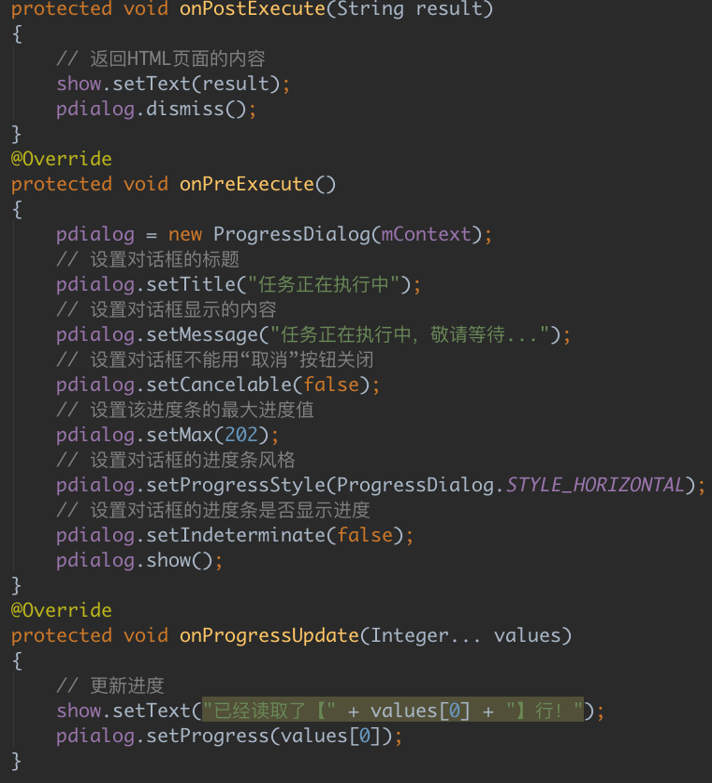 protected void onPostExecute(String result)
{
    // 返回HTML页面的内容
    show.setText(result);
    pdialog.dismiss();
}
@Override
protected void onPreExecute()
{
    pdialog = new ProgressDialog(mContext);
    // 设置对话框的标题
    pdialog.setTitle("任务正在执行中");
    // 设置对话框显示的内容
    pdialog.setMessage("任务正在执行中，敬请等待...");
    // 设置对话框不能用“取消”按钮关闭
    pdialog.setCancelable(false);
    // 设置该进度条的最大进度值
    pdialog.setMax(202);
    // 设置对话框的进度条风格
    pdialog.setProgressStyle(ProgressDialog.STYLE_HORIZONTAL);
    // 设置对话框的进度条是否显示进度
    pdialog.setIndeterminate(false);
    pdialog.show();
}
@Override
protected void onProgressUpdate(Integer... values)
{
    // 更新进度
    show.setText("已经读取了【" + values[0] + "】行！");
    pdialog.setProgress(values[0]);
}